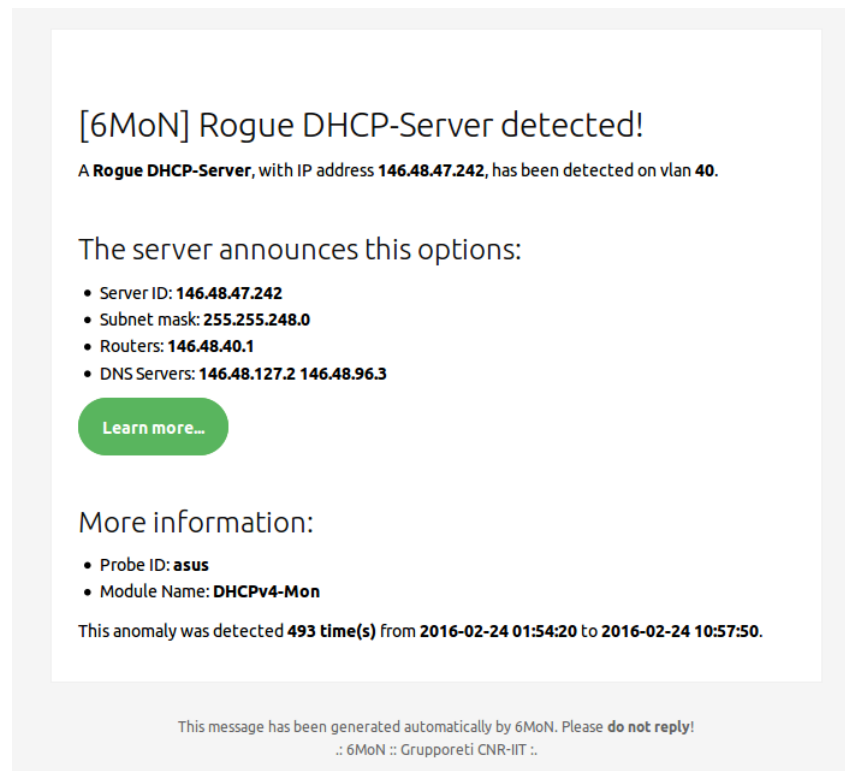 [6MoN] Rogue DHCP-Server detected!
A Rogue DHCP-Server, with IP address 146.48.47.242, has been detected on vlan 40.
The server announces this options:
• Server ID: 146.48.47.242
• Subnet mask: 255.255.248.0
• Routers: 146.48.40.1
• DNS Servers: 146.48.127.2 146.48.96.3
Learn more...
More information:
• Probe ID: asus
• Module Name: DHCPv4-Mon
This anomaly was detected 493 time(s) from 2016-02-24 01:54:20 to 2016-02-24 10:57:50.
This message has been generated automatically by 6MoN. Please do not reply!
.: 6MoN :: Grupporeti CNR-IIT :.